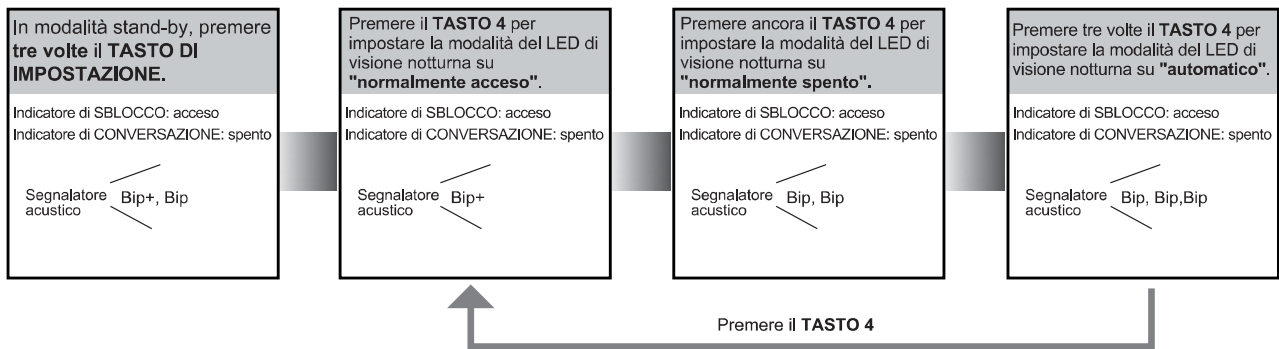 In modalità stand-by, premere
tre volte il TASTO DI
IMPOSTAZIONE.
Indicatore di SBLOCCO: acceso
Indicatore di CONVERSAZIONE: spento
Segnalatore acustico
Bip+, Bip
Premere il TASTO 4 per
impostare la modalità del LED di
visione notturna su
"normalmente acceso".
Indicatore di SBLOCCO: acceso
Indicatore di CONVERSAZIONE: spento
Segnalatore acustico
Bip+
Premere ancora il TASTO 4 per
impostare la modalità del LED di
visione notturna su
"normalmente spento".
Indicatore di SBLOCCO: acceso
Indicatore di CONVERSAZIONE: spento
Segnalatore acustico
Bip, Bip
Premere tre volte il TASTO 4 per
impostare la modalità del LED di
visione notturna su "automatico".
Indicatore di SBLOCCO: acceso
Indicatore di CONVERSAZIONE: spento
Segnalatore acustico
Bip, Bip,Bip
Premere il TASTO 4